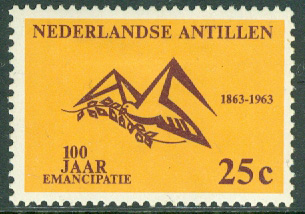 NEDERLANDSE ANTILLEN
1863-1963
100
JAAR
EMANCIPATIE
25c